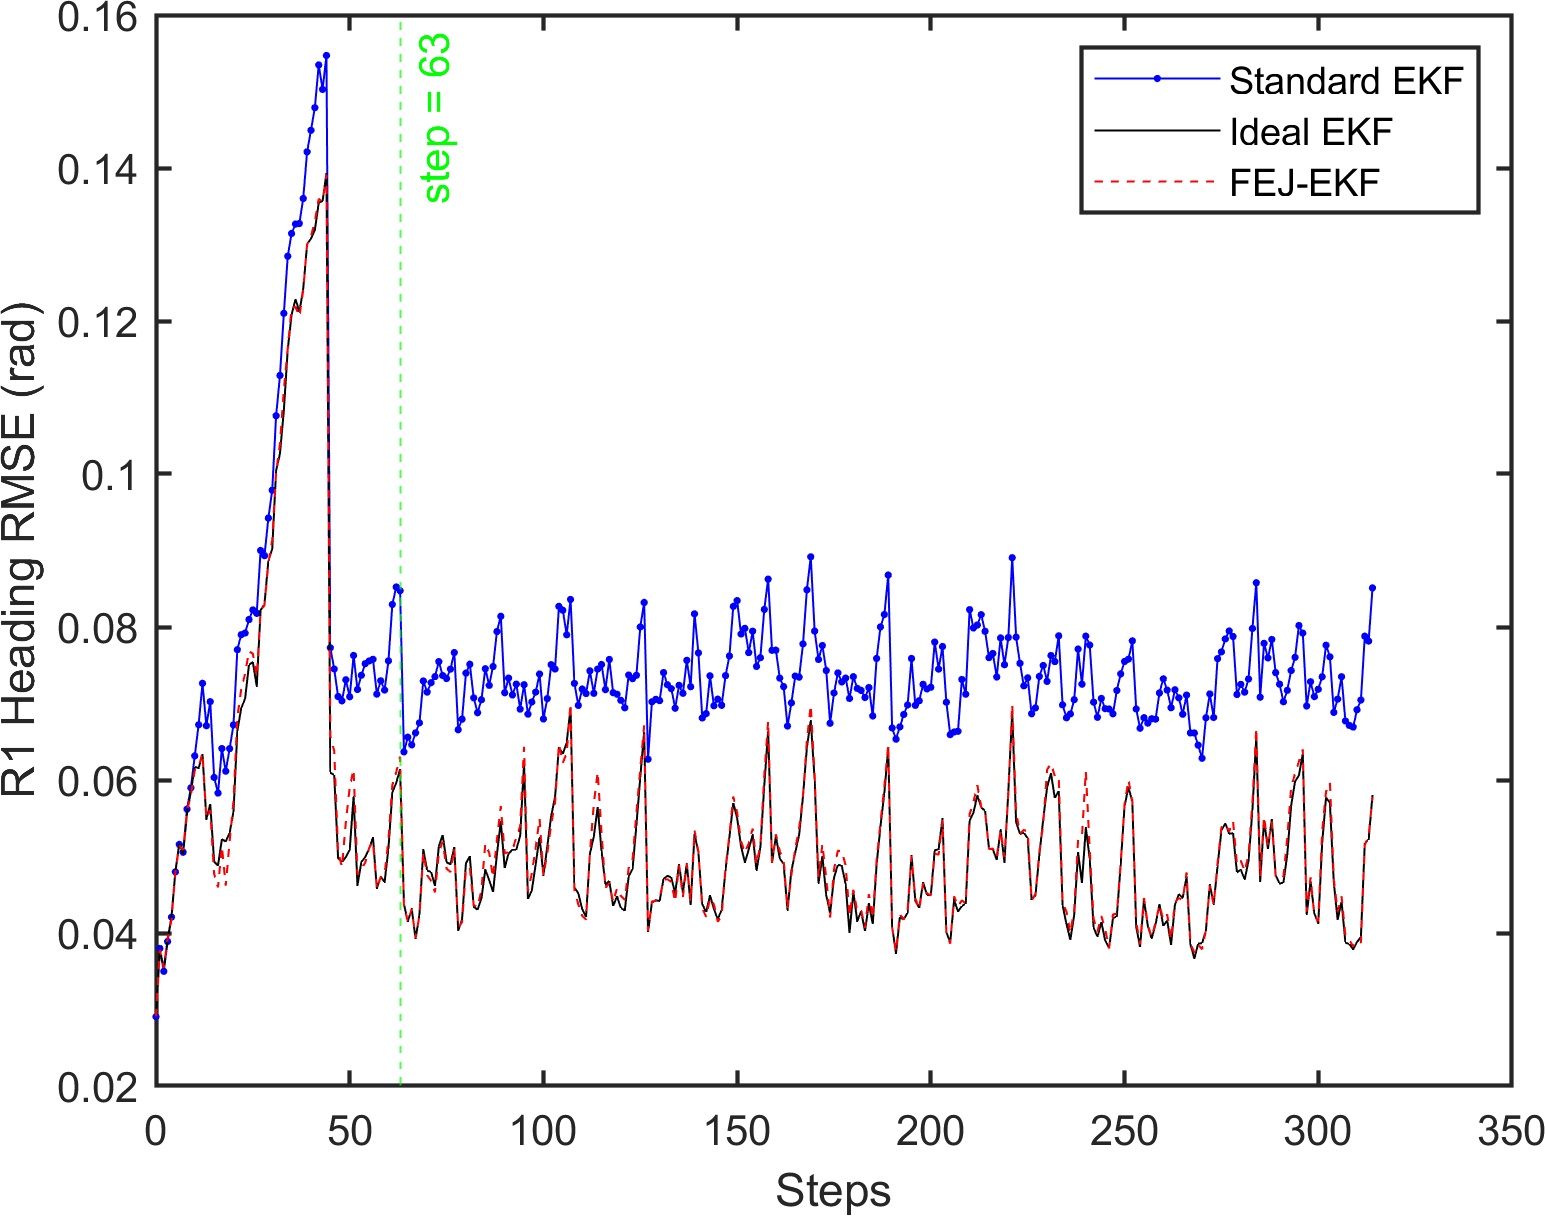 0.16
0.14
0.12
0.1
0.08
0.06
0.04
0.02
R1 Heading RMSE (rad)
step = 63
Standard EKF
Ideal EKF
FEJ-EKF
0 50 100 150 200 250 300 350
Steps